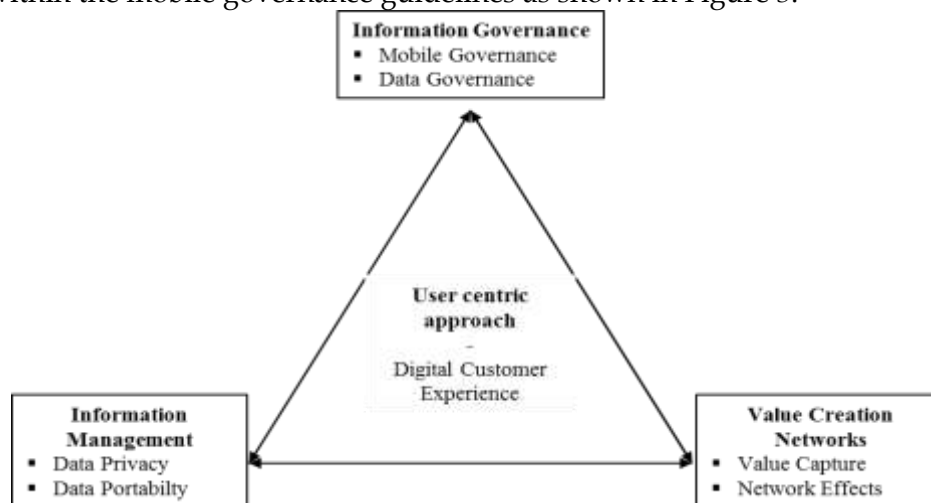 within the mobile governance guidelines as shown in Figure 3.
Information Governance
▪ Mobile Governance
▪ Data Governance
User centric
approach
-
Digital Customer
Experience
Information
Management
▪ Data Privacy
▪ Data Portabilty
Value Creation
Networks
▪ Value Capture
▪ Network Effects